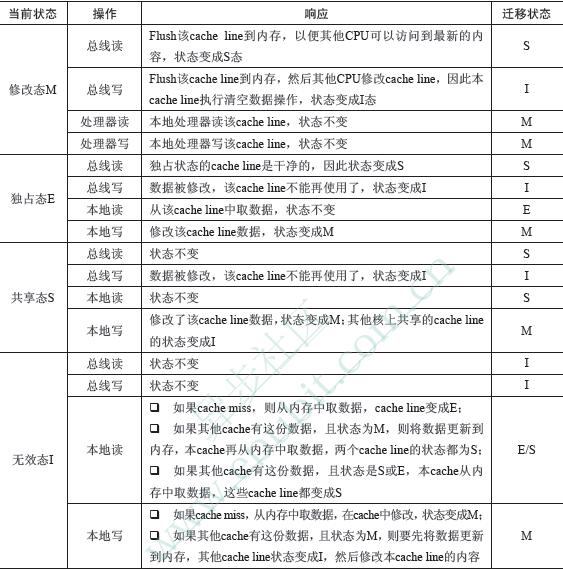 当前状态 操作 响应 迁移状态
修改态M
总线读 Flush该cache line到内存，以便其他CPU可以访问到最新的内
容，状态变成S态 S
总线写 Flush该cache line到内存，然后其他CPU修改cache line，因此本
cache line执行清空数据操作，状态变成I态 I
处理器读 本地处理器读该cache line，状态不变 M
处理器写 本地处理器写该cache line，状态不变 M
独占态E
总线读 独占状态的cache line是干净的，因此状态变成S S
总线写 数据被修改，该cache line不能再使用了，状态变成I I
本地读 从该cache line中取数据，状态不变 E
本地写 修改该cache line数据，状态变成M M
共享态S
总线读 状态不变 S
总线写 数据被修改，该cache line不能再使用了，状态变成I I
本地读 状态不变 S
本地写 修改了该cache line数据，状态变成M；其他核上共享的cache line
的状态变成I M
无效态I
总线读 状态不变 I
总线写 状态不变 I
本地读 ❑ 如果cache miss，则从内存中取数据，cache line变成E；
❑ 如果其他cache有这份数据，且状态为M，则将数据更新到
内存，本cache再从内存中取数据，两个cache line的状态都为S；
❑ 如果其他cache有这份数据，且状态是S或E，本cache从内
存中取数据，这些cache line都变成S E/S
本地写 ❑ 如果cache miss，从内存中取数据，在cache中修改，状态变成M；
❑ 如果其他cache有这份数据，且状态为M，则要先将数据更新
到内存，其他cache line状态变成I，然后修改本cache line的内容 M
异步社区
www.epubit.com.cn